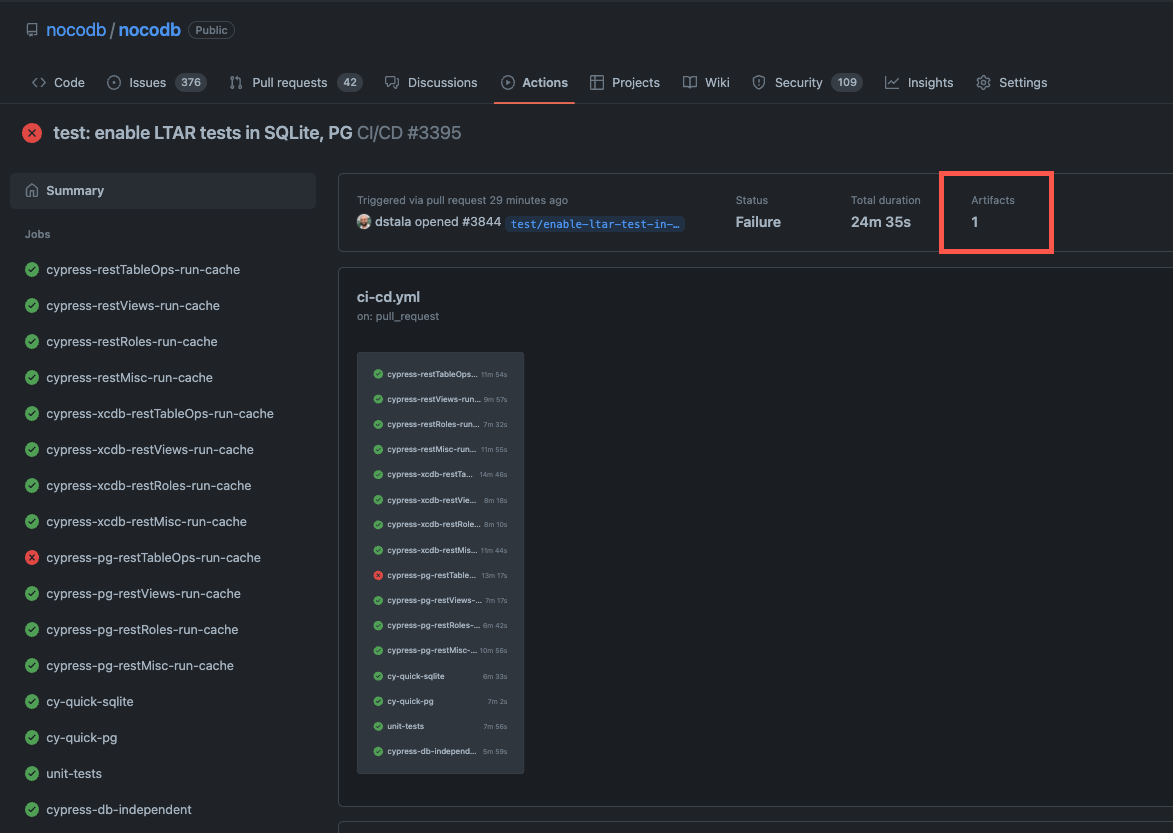 nocodb / nocodb Public
Code Issues 376 Pull requests 42 Discussions Actions Projects Wiki Security 109 Insights Settings
test: enable LTAR tests in SQLite, PG CI/CD #3395
Summary
Jobs
cypress-restTableOps-run-cache
cypress-restViews-run-cache
cypress-restRoles-run-cache
cypress-restMisc-run-cache
cypress-xcdb-restTableOps-run-cache
cypress-xcdb-restViews-run-cache
cypress-xcdb-restRoles-run-cache
cypress-xcdb-restMisc-run-cache
cypress-pg-restTableOps-run-cache
cypress-pg-restViews-run-cache
cypress-pg-restRoles-run-cache
cypress-pg-restMisc-run-cache
cy-quick-sqlite
cy-quick-pg
unit-tests
cypress-db-independent
Triggered via pull request 29 minutes ago
dstala opened #3844 test/enable-ltar-test-in-…
Status
Failure
Total duration
24m 35s
Artifacts
1
ci-cd.yml
on: pull_request
cypress-restTableOps... 11m 54s
cypress-restViews-run... 9m 57s
cypress-restRoles-run... 7m 32s
cypress-restMisc-run... 11m 55s
cypress-xcdb-restTa... 14m 46s
cypress-xcdb-restVie... 8m 18s
cypress-xcdb-restRole... 8m 10s
cypress-xcdb-restMis... 11m 44s
cypress-pg-restTable... 13m 17s
cypress-pg-restViews-... 7m 17s
cypress-pg-restRoles-... 6m 42s
cypress-pg-restMisc-... 10m 56s
cy-quick-sqlite 6m 33s
cy-quick-pg 7m 2s
unit-tests 7m 56s
cypress-db-independ... 5m 59s